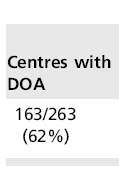 Centres with
DOA
163/263
(62%)